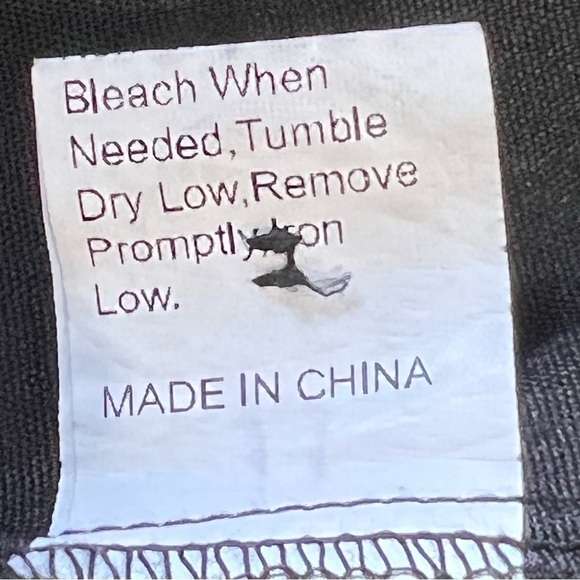 Bleach When
Needed,Tumble
Dry Low,Remove
Promptly
Low.
MADE IN CHINA